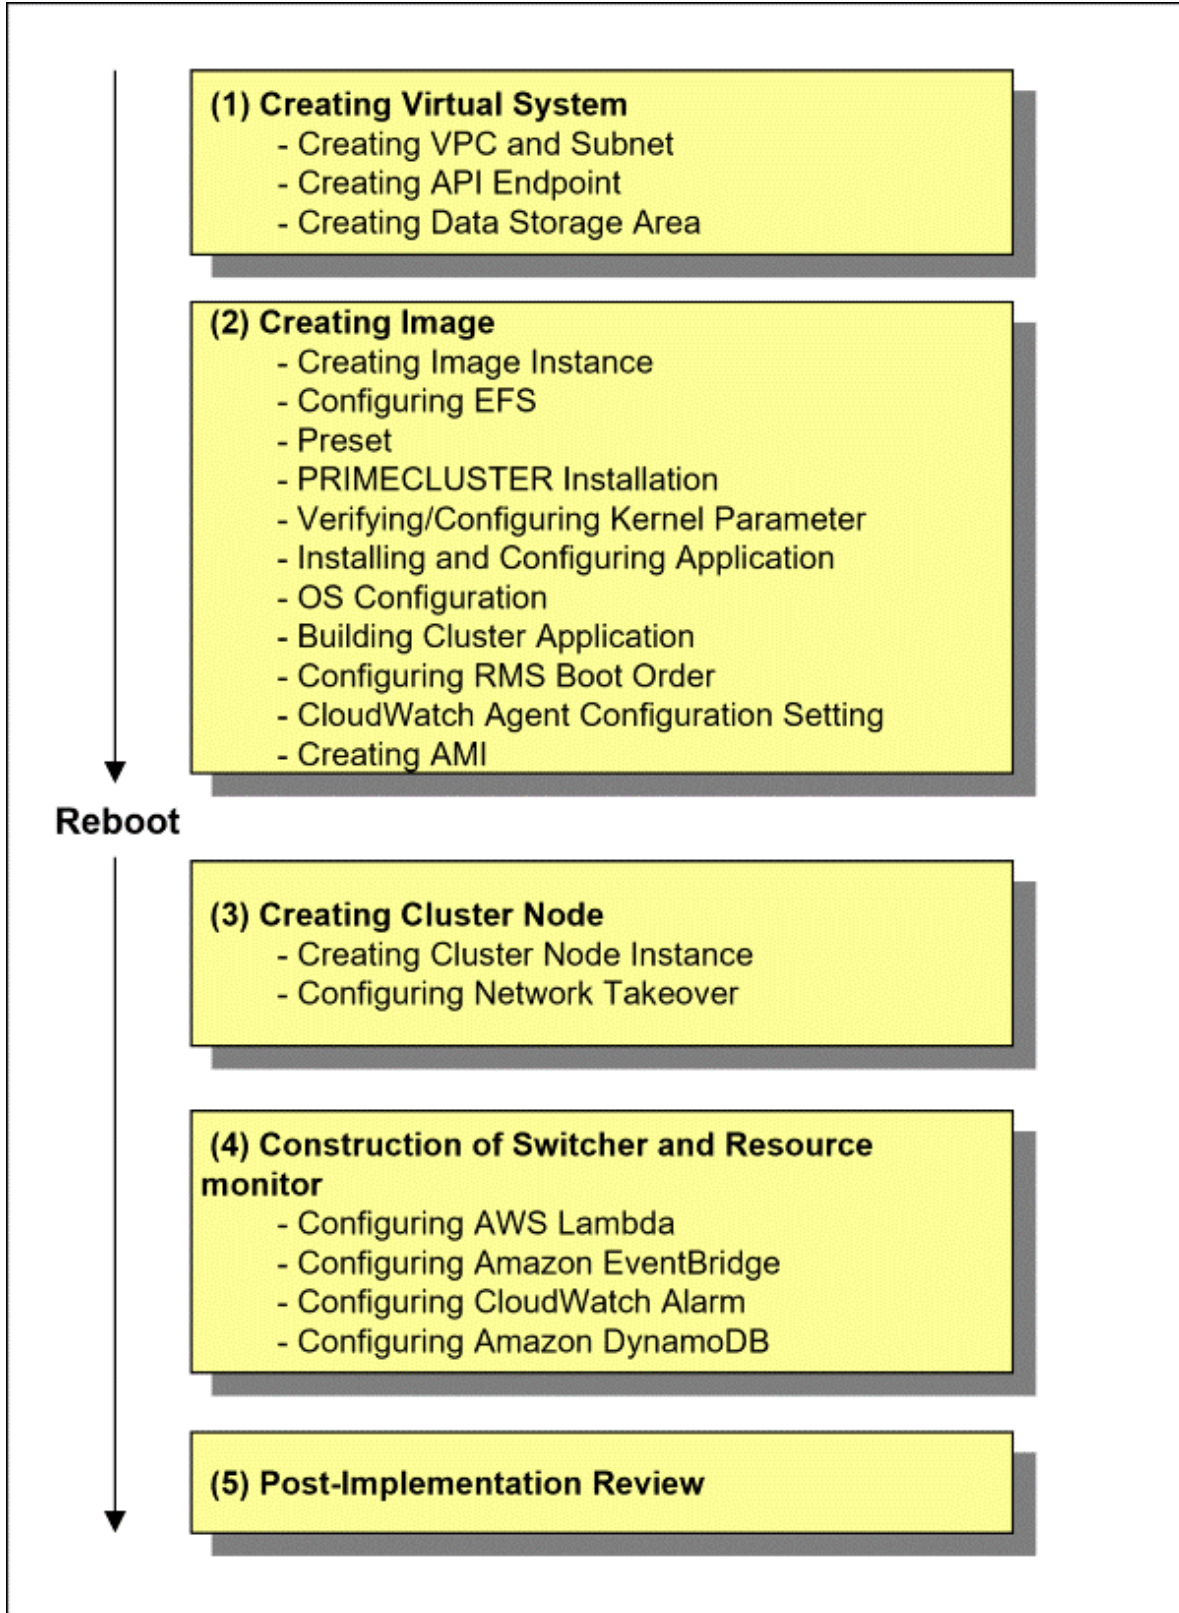 (1) Creating Virtual System
- Creating VPC and Subnet
- Creating API Endpoint
- Creating Data Storage Area
(2) Creating Image
- Creating Image Instance
- Configuring EFS
- Preset
- PRIMECLUSTER Installation
- Verifying/Configuring Kernel Parameter
- Installing and Configuring Application
- OS Configuration
- Building Cluster Application
- Configuring RMS Boot Order
- CloudWatch Agent Configuration Setting
- Creating AMI
Reboot
(3) Creating Cluster Node
- Creating Cluster Node Instance
- Configuring Network Takeover
(4) Construction of Switcher and Resource
monitor
- Configuring AWS Lambda
- Configuring Amazon EventBridge
- Configuring CloudWatch Alarm
- Configuring Amazon DynamoDB
(5) Post-Implementation Review